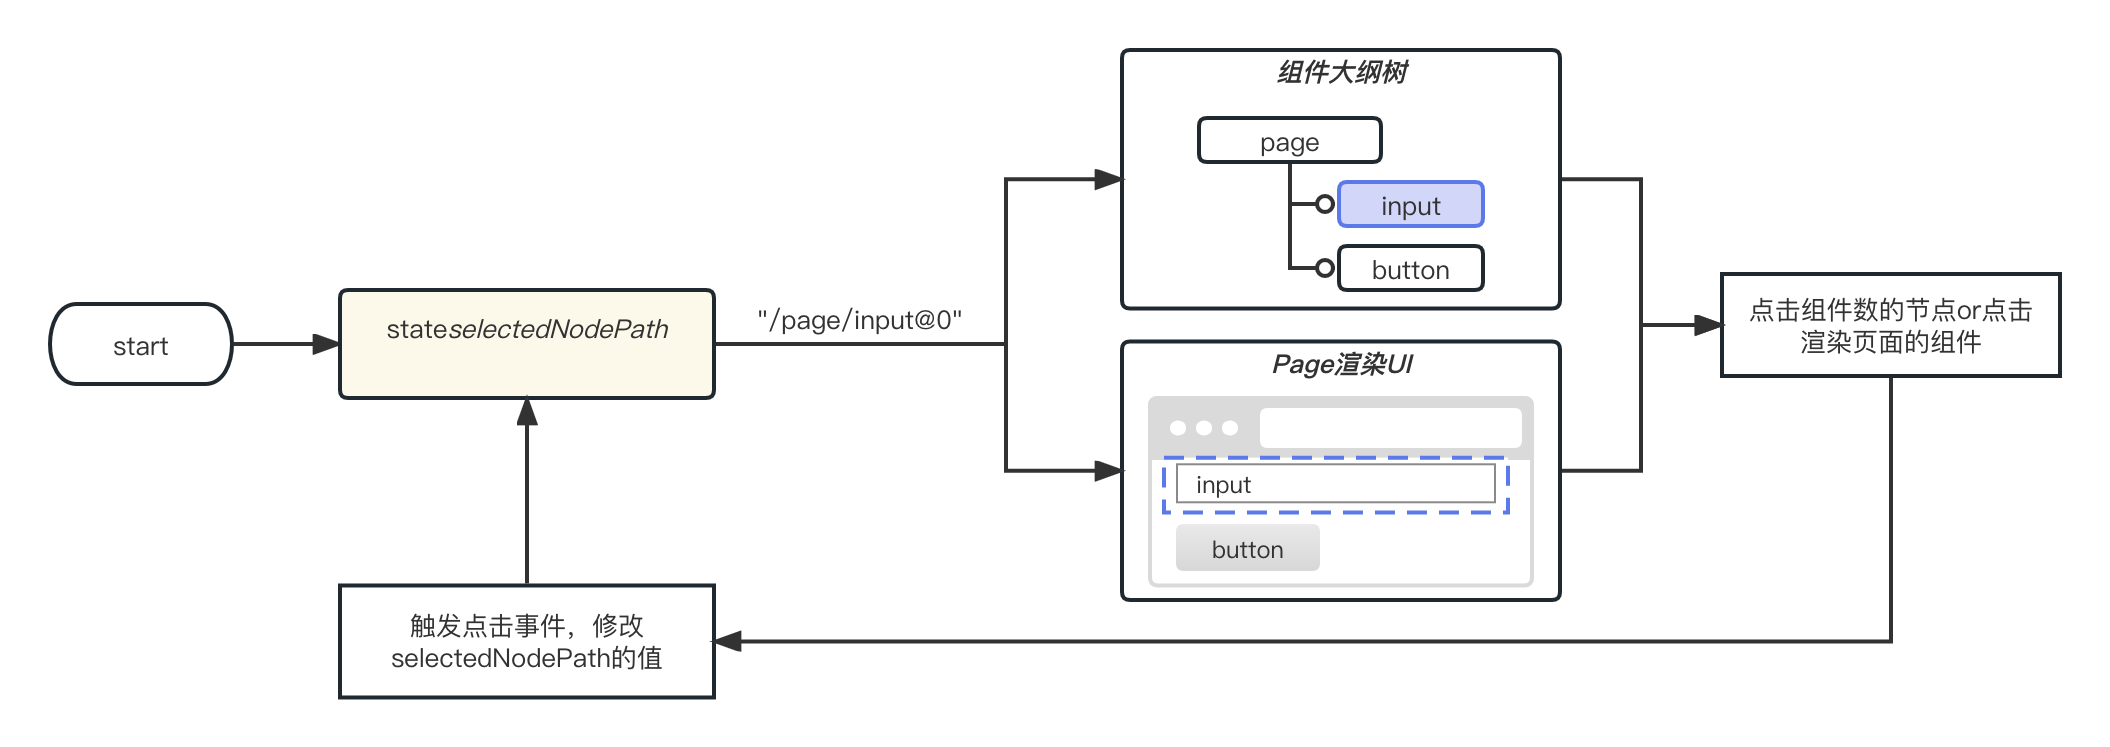 start
stateselectedNodePath
"/page/input@0"
组件大纲树
page
input
button
Page渲染UI
input
button
点击组件数的节点or点击
渲染页面的组件
触发点击事件，修改
selectedNodePath的值